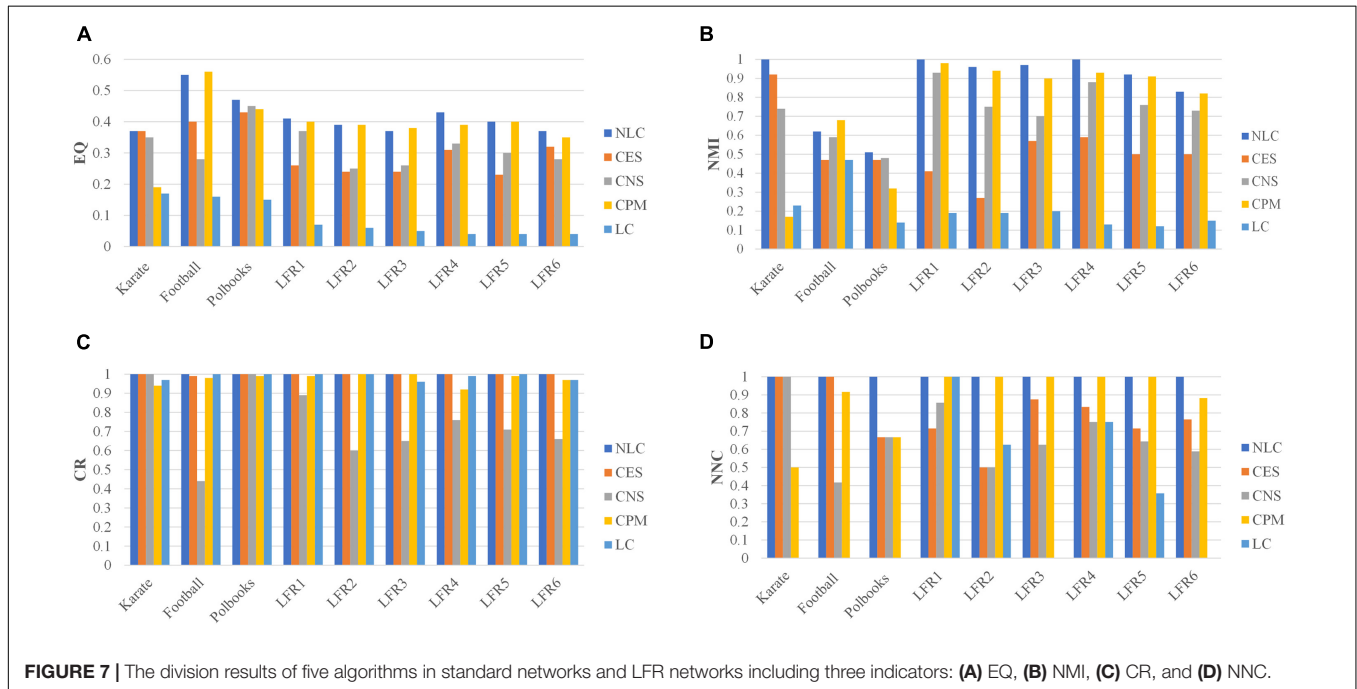 A
EQ
0.6
0.5
0.4
0.3
0.2
0.1
0
Karate
Football
Polbooks
LFR1
LFR2
LFR3
LFR4
LFR5
LFR6
NLC
CES
CNS
CPM
LC
B
NMI
1
0.9
0.8
0.7
0.6
0.5
0.4
0.3
0.2
0.1
0
Karate
Football
Polbooks
LFR1
LFR2
LFR3
LFR4
LFR5
LFR6
NLC
CES
CNS
CPM
LC
C
CR
1
0.9
0.8
0.7
0.6
0.5
0.4
0.3
0.2
0.1
0
Karate
Football
Polbooks
LFR1
LFR2
LFR3
LFR4
LFR5
LFR6
NLC
CES
CNS
CPM
LC
D
NNC
1
0.9
0.8
0.7
0.6
0.5
0.4
0.3
0.2
0.1
0
Karate
Football
Polbooks
LFR1
LFR2
LFR3
LFR4
LFR5
LFR6
NLC
CES
CNS
CPM
LC
FIGURE 7 | The division results of five algorithms in standard networks and LFR networks including three indicators: (A) EQ, (B) NMI, (C) CR, and (D) NNC.